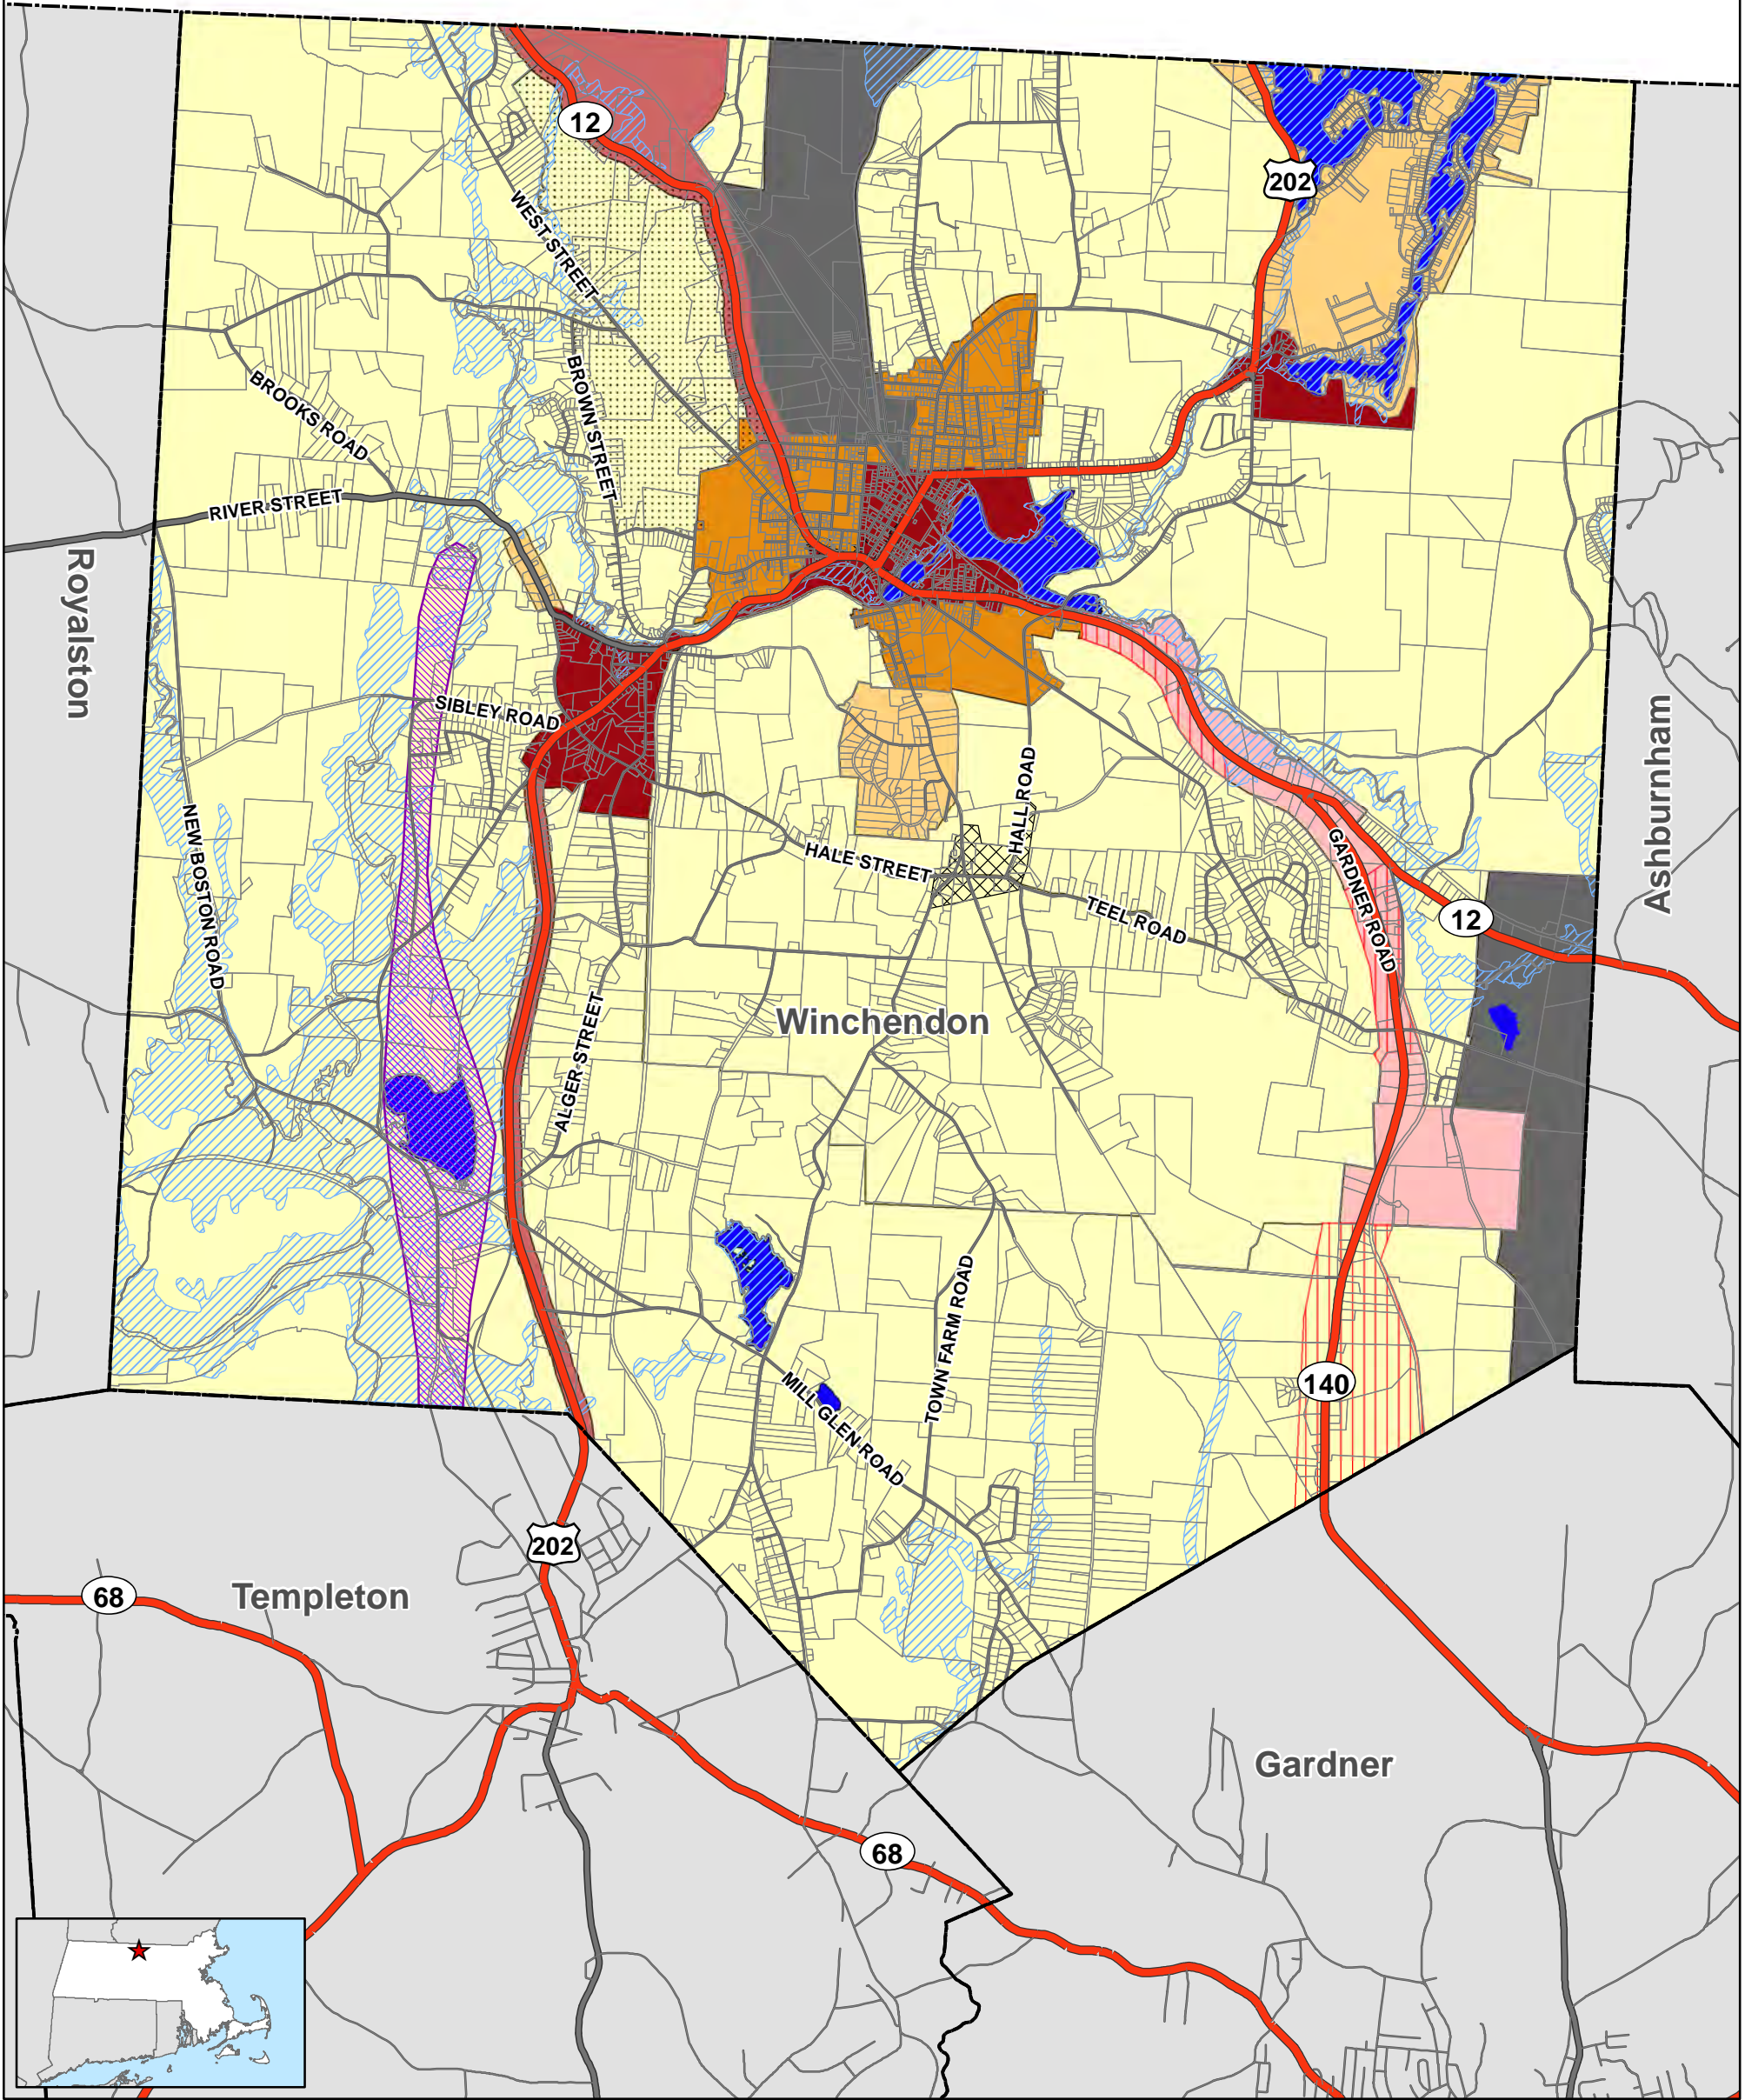 12
202
WEST STREET
BROWN STREET
BROOKS ROAD
RIVER STREET
Royalston
SIBLEY ROAD
Ashburnham
HALL ROAD
NEW BOSTON ROAD
HALE STREET
GARDNER ROAD
TEEL ROAD
12
Winchendon
ALGER STREET
TOWN FARM ROAD
140
MILL GLEN ROAD
202
68
Templeton
Gardner
68